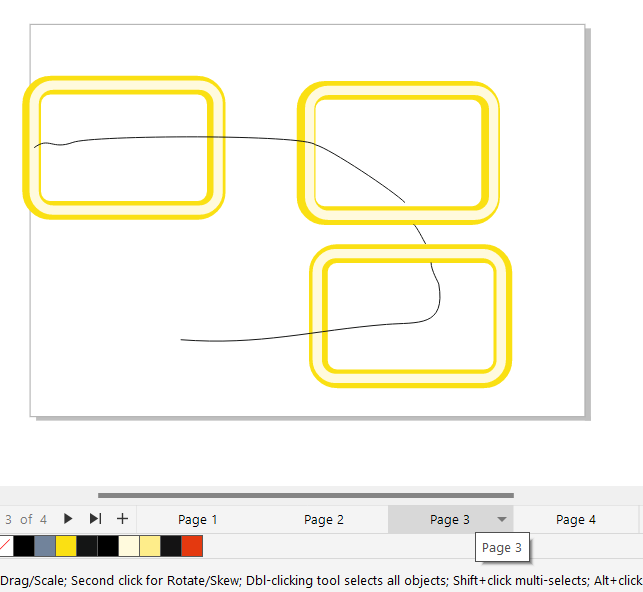 3 of 4 Page 1 Page 2 Page 3 Page 4
Page 3
Drag/Scale; Second click for Rotate/Skew; Dbl-clicking tool selects all objects; Shift+click multi-selects; Alt+click